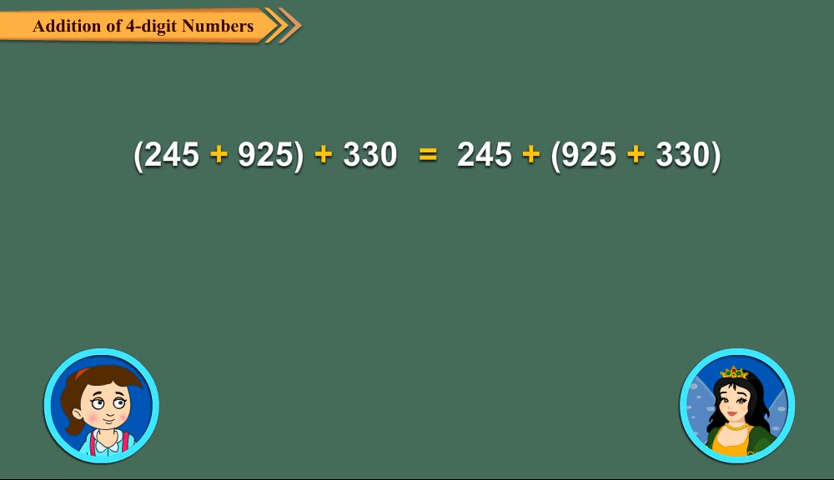 Addition of 4-digit Numbers
(245 + 925) + 330 = 245 + (925 + 330)